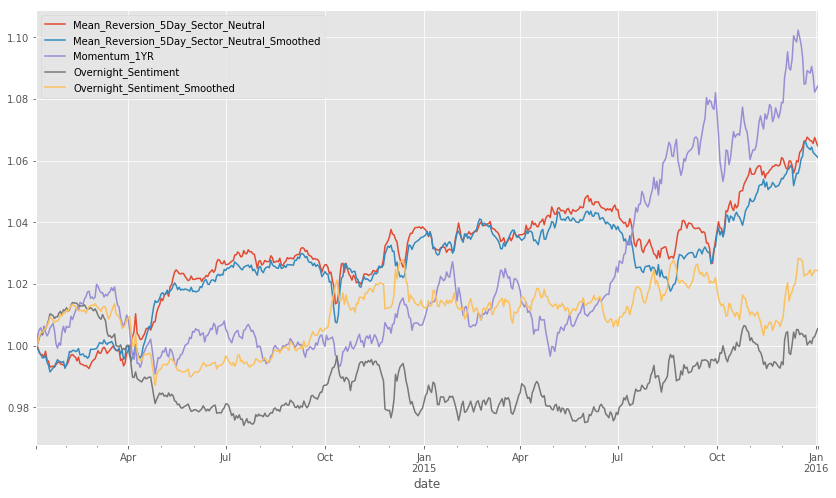 Mean_Reversion_5Day_Sector_Neutral
Mean_Reversion_5Day_Sector_Neutral_Smoothed
Momentum_1YR
Overnight_Sentiment
Overnight_Sentiment_Smoothed
1.10
1.08
1.06
1.04
1.02
1.00
0.98
Apr Jul Oct Jan Apr Jul Oct Jan
2015 2016
date